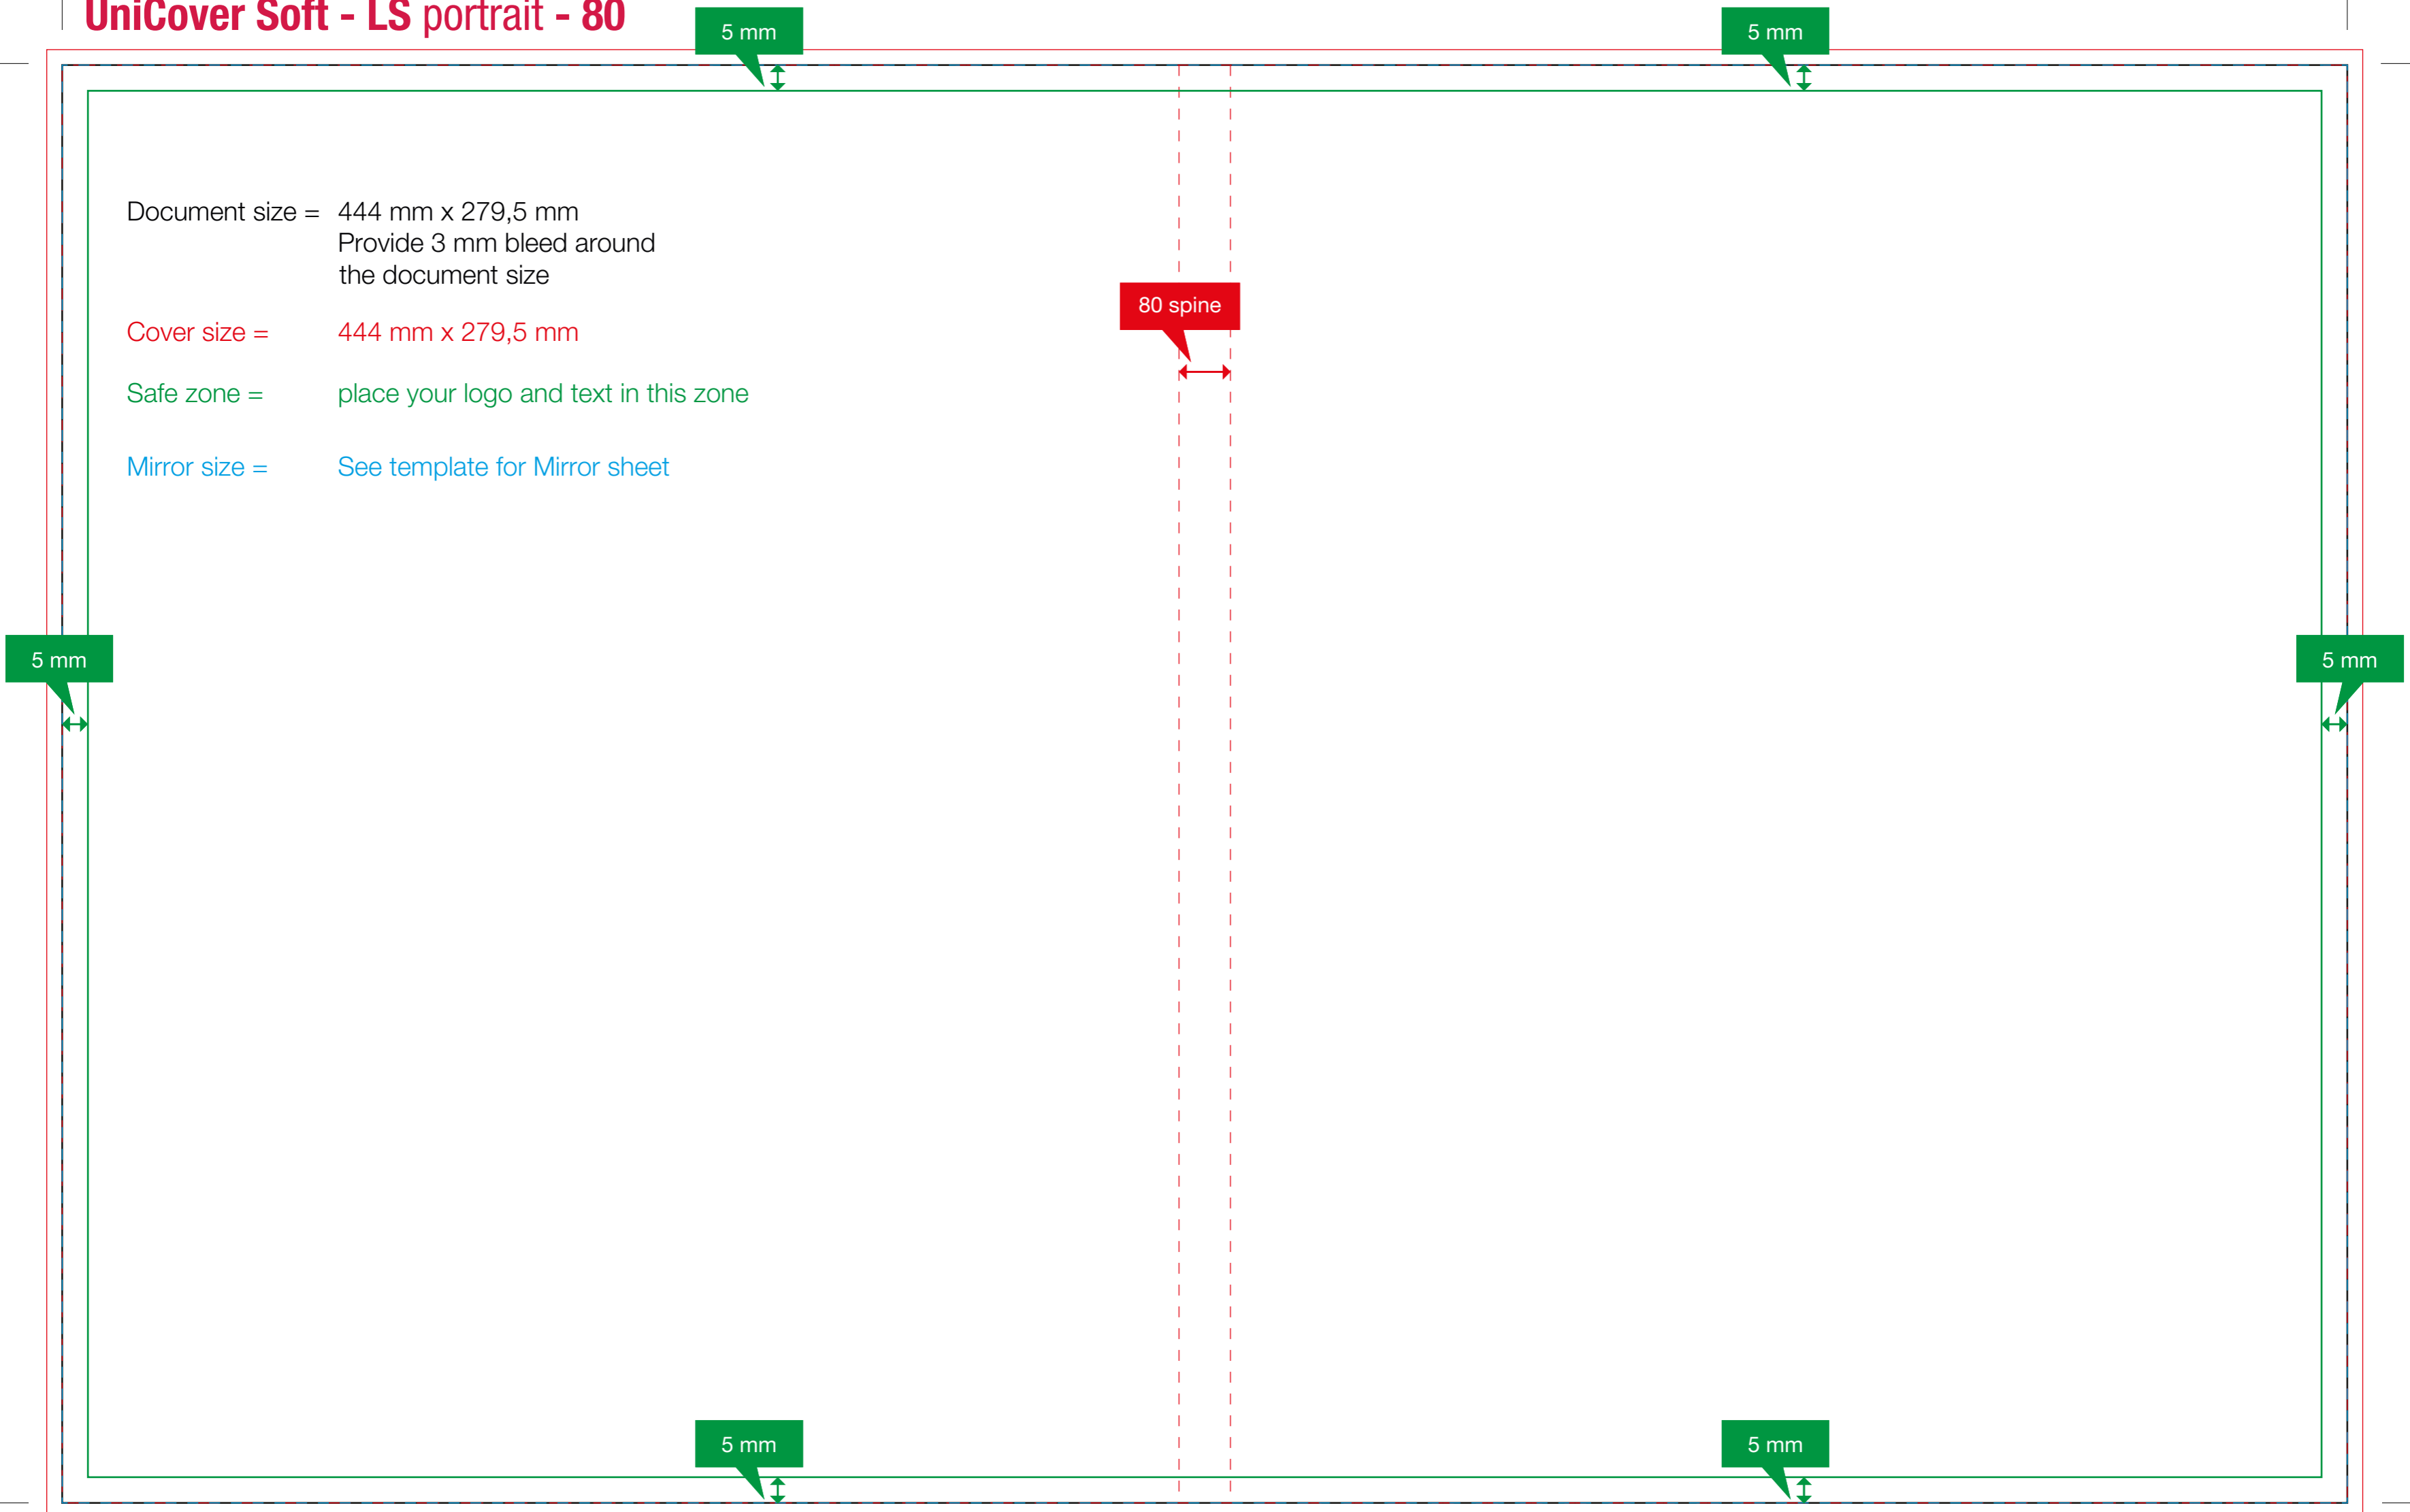 UniCover Soft - LS portrait - 80
5 mm
5 mm
Document size = 444 mm x 279,5 mm
Provide 3 mm bleed around
the document size
80 spine
Cover size = 444 mm x 279,5 mm
Safe zone = place your logo and text in this zone
Mirror size = See template for Mirror sheet
5 mm
5 mm
5 mm
5 mm